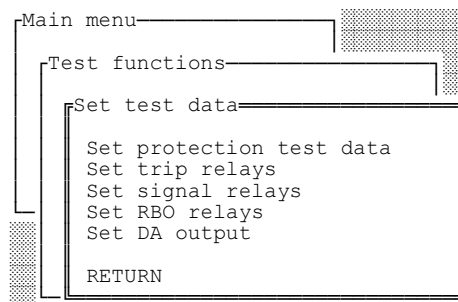 Main menu
Test functions
Set test data
Set protection test data
Set trip relays
Set signal relays
Set RBO relays
Set DA output
RETURN